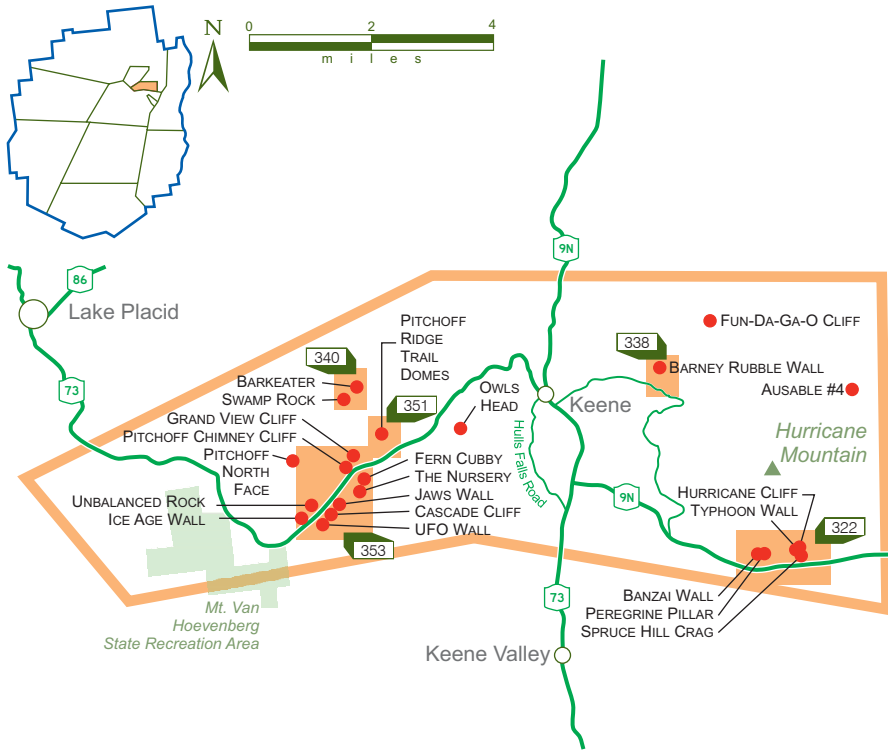 N
0 2 4
miles
9N
86
Lake Placid
73
PITCHOFF
RIDGE
TRAIL
DOMES
340
BARKEATER
SWAMP ROCK
351
GRAND VIEW CLIFF
PITCHOFF CHIMNEY CLIFF
PITCHOFF
NORTH
FACE
UNBALANCED ROCK
ICE AGE WALL
OWLS
HEAD
FERN CUBBY
THE NURSERY
JAWS WALL
CASCADE CLIFF
UFO WALL
353
Mt. Van
Hoevenberg
State Recreation Area
Keene
Hulls Falls Road
FUN-DA-GA-O CLIFF
338
BARNEY RUBBLE WALL
AUSABLE #4
Hurricane
Mountain
9N
HURRICANE CLIFF
TYPHOON WALL
322
BANZAI WALL
PEREGRINE PILLAR
SPRUCE HILL CRAG
73
Keene Valley